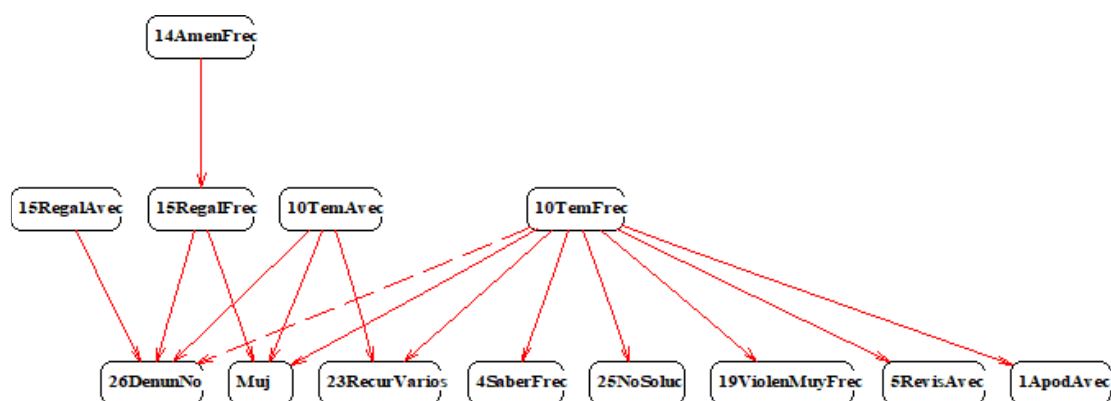 14AmenFrec
15RegalAvec
15RegalFrec
10TemAvec
10TemFrec
26DenunNo
Muj
23RecurVarios
4SaberFrec
25NoSoluc
19ViolenMuyFrec
5RevisAvec
1ApodAvec